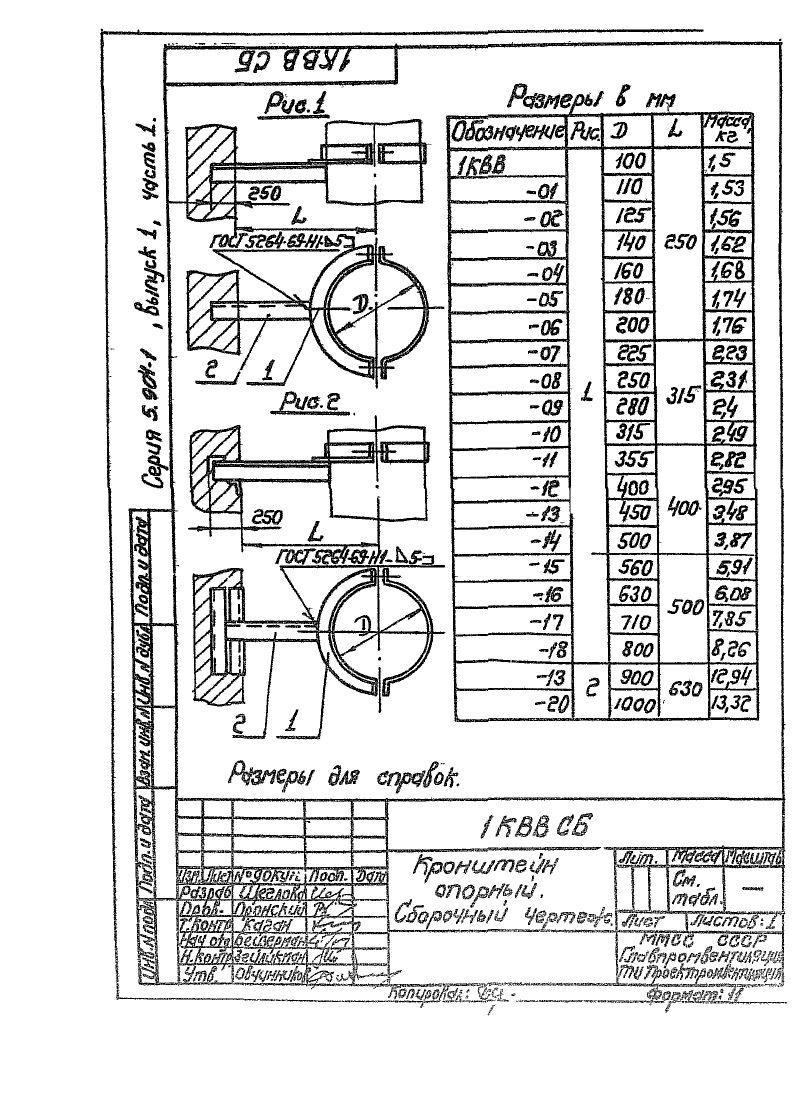 1КВВ СБ
Серия 5.904-1, выпуск 1, часть 1.
Рис.1
250
L
ГОСТ 5264-69-Н1-⊿5-
D
2
1
Рис.2
250
L
ГОСТ 5264-69-Н1-⊿5-
D
2
1
Размеры в мм
Обозначение Рис. D L Масса, кг
1КВВ 1 100 250 1,5
-01 110 1,53
-02 125 1,56
-03 140 1,62
-04 160 1,68
-05 180 1,74
-06 200 1,76
-07 225 315 2,23
-08 250 2,31
-09 280 2,4
-10 315 2,49
-11 355 400 2,82
-12 400 2,95
-13 450 3,48
-14 500 3,87
-15 560 500 5,91
-16 630 6,08
-17 710 7,85
-18 800 8,26
-13 2 900 630 12,94
-20 1000 13,32
Размеры для справок.
Инв.N подл Подп. и дата Взам. инв.N Инв.N дубл Подп. и дата
1КВВ СБ
Изм. Лист N° докум. Подп. Дата
Разраб Щеглова
Пров. Пронский
Т.контр Каган
Нач отд
Н.контр
Утв. Овчинников
Кронштейн
опорный.
Сборочный чертеж.
Лит. Масса Масштаб
См. табл. —
Лист Листов: 1
ММСС СССР
Главпромвентиляция
ПИ Проектпромвентиляция
Копировал:
Формат: 11